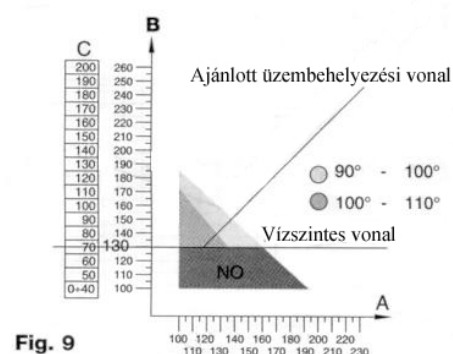 B
C
200 260
190 250
180 240
170 230
160 220
150 210
140 200
130 190
120 180
110 170
100 160
90 150
80 140
70 130
60 120
50 110
0+40 100
Ajánlott üzembehelyezési vonal
90° - 100°
100° - 110°
Vízszintes vonal
NO
A
100 120 140 160 180 200 220
110 130 150 170 190 210 230
Fig. 9